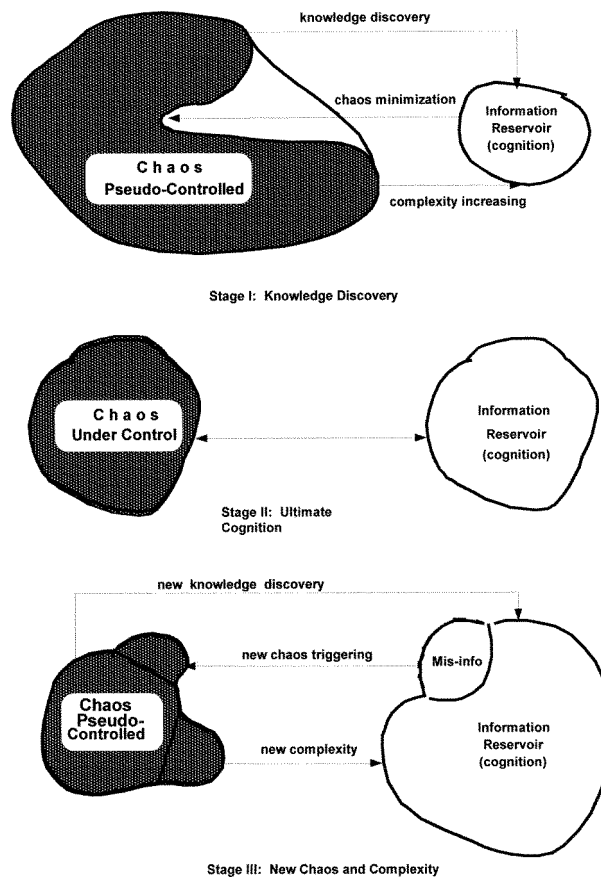 knowledge discovery
chaos minimization
Information
Reservoir
(cognition)
Chaos
Pseudo-Controlled
complexity increasing
Stage I: Knowledge Discovery
Chaos
Under Control
Information
Reservoir
(cognition)
Stage II: Ultimate
Cognition
new knowledge discovery
new chaos triggering
Mis-info
Chaos
Pseudo-
Controlled
new complexity
Information
Reservoir
(cognition)
Stage III: New Chaos and Complexity